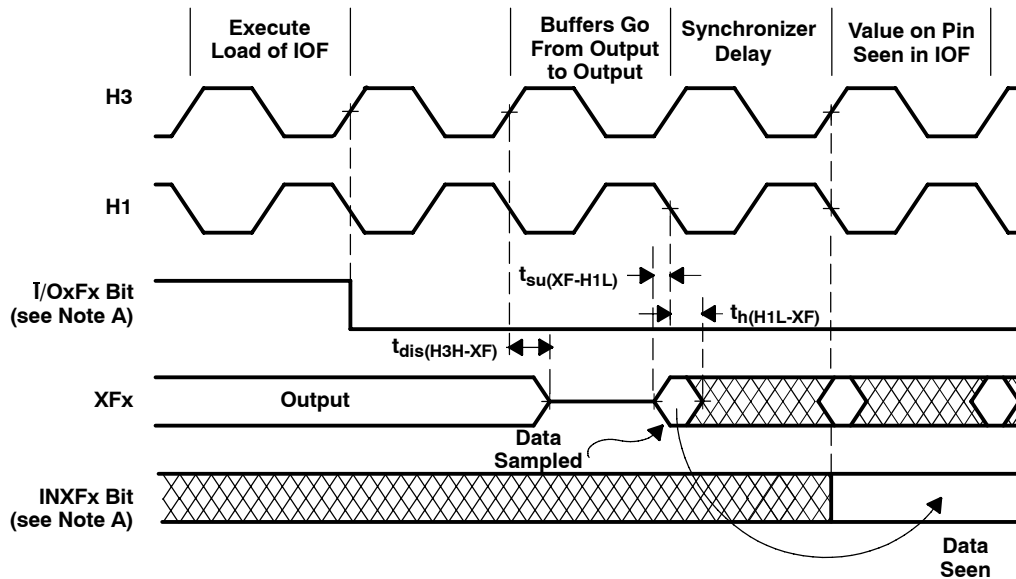 Execute
Load of IOF
Buffers Go
From Output
to Output
Synchronizer
Delay
Value on Pin
Seen in IOF
H3
H1
tsu(XF-H1L)
I/OxFx Bit
(see Note A)
th(H1L-XF)
tdis(H3H-XF)
XFx
Output
Data
Sampled
INXFx Bit
(see Note A)
Data
Seen